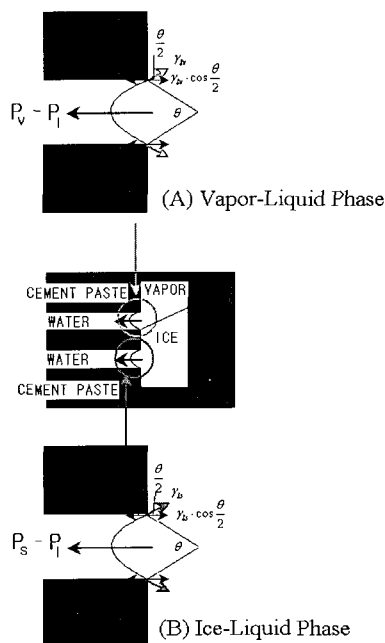 θ/2
γlv
γlv · cos θ/2
Pv − Pl
θ
(A) Vapor-Liquid Phase
CEMENT PASTE VAPOR
WATER
ICE
WATER
CEMENT PASTE
θ/2
γls
γls · cos θ/2
Ps − Pl
θ
(B) Ice-Liquid Phase